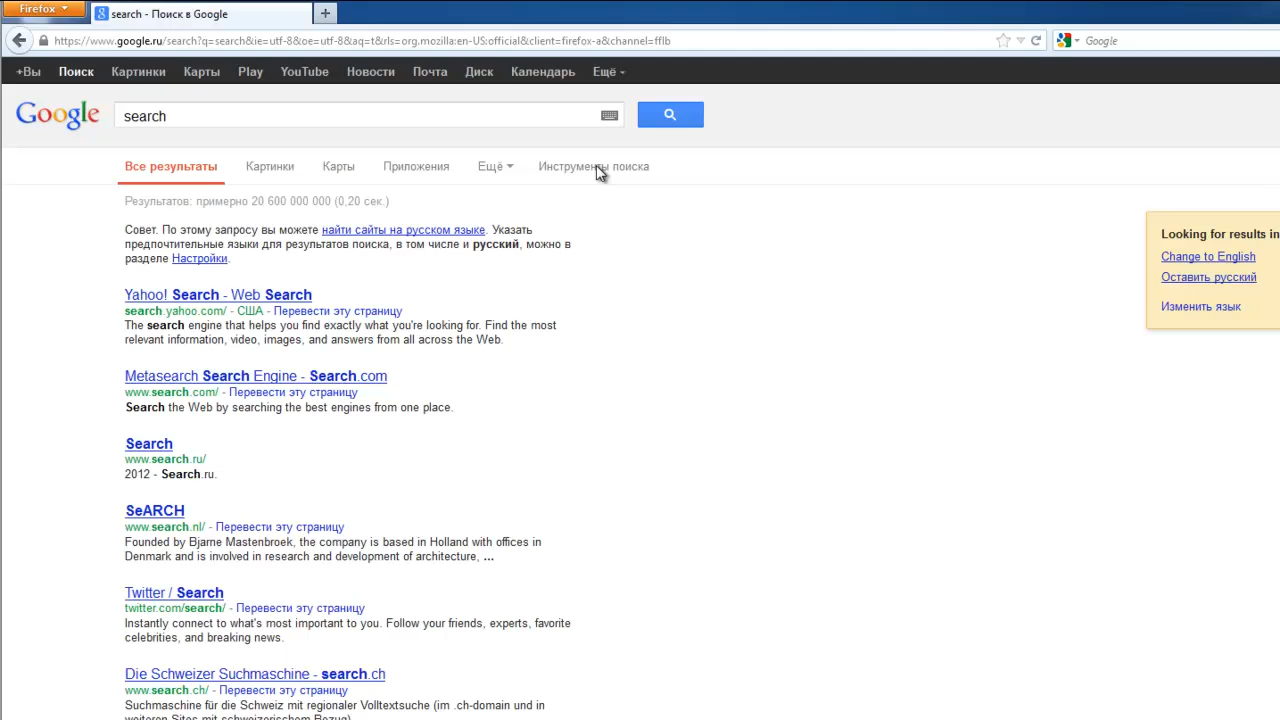 Firefox
search - Поиск в Google
https://www.google.ru/search?q=search&ie=utf-8&oe=utf-8&aq=t&rls=org.mozilla:en-US:official&client=firefox-a&channel=fflb
Google
+Вы Поиск Картинки Карты Play YouTube Новости Почта Диск Календарь Ещё
Google
search
Все результаты Картинки Карты Приложения Ещё Инструменты поиска
Результатов: примерно 20 600 000 000 (0,20 сек.)
Совет. По этому запросу вы можете найти сайты на русском языке. Указать
предпочтительные языки для результатов поиска, в том числе и русский, можно в
разделе Настройки.
Looking for results in
Change to English
Оставить русский
Изменить язык
Yahoo! Search - Web Search
search.yahoo.com/ - США - Перевести эту страницу
The search engine that helps you find exactly what you're looking for. Find the most
relevant information, video, images, and answers from all across the Web.
Metasearch Search Engine - Search.com
www.search.com/ - Перевести эту страницу
Search the Web by searching the best engines from one place.
Search
www.search.ru/
2012 - Search.ru.
SeARCH
www.search.nl/ - Перевести эту страницу
Founded by Bjarne Mastenbroek, the company is based in Holland with offices in
Denmark and is involved in research and development of architecture, ...
Twitter / Search
twitter.com/search/ - Перевести эту страницу
Instantly connect to what's most important to you. Follow your friends, experts, favorite
celebrities, and breaking news.
Die Schweizer Suchmaschine - search.ch
www.search.ch/ - Перевести эту страницу
Suchmaschine für die Schweiz mit regionaler Volltextsuche (im .ch-domain und in
weiteren Sites mit schweizerischem Bezug)